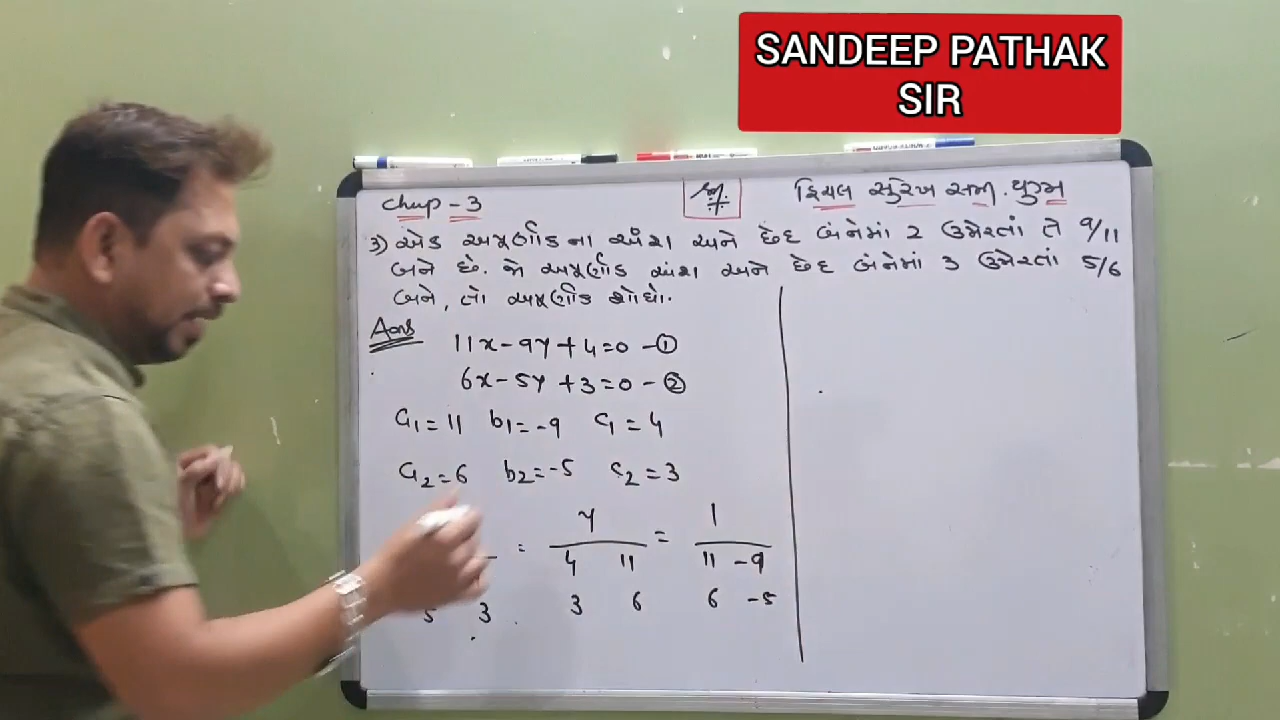 SANDEEP PATHAK
SIR
chap - 3
દ્વિચલ સુરેખ સમી. યુગ્મ
3) એક અપૂર્ણાંક ના અંશ અને છેદ બંનેમાં 2 ઉમેરતાં તે 9/11
બને છે. જો અપૂર્ણાંક અંશ અને છેદ બંનેમાં 3 ઉમેરતાં 5/6
બને, તો અપૂર્ણાંક શોધો.
Ans
11x - 9y + 4 = 0 - ①
6x - 5y + 3 = 0 - ②
a₁ = 11 b₁ = -9 c₁ = 4
a₂ = 6 b₂ = -5 c₂ = 3
= y = 1
4 11 11 -9
5 3 3 6 6 -5